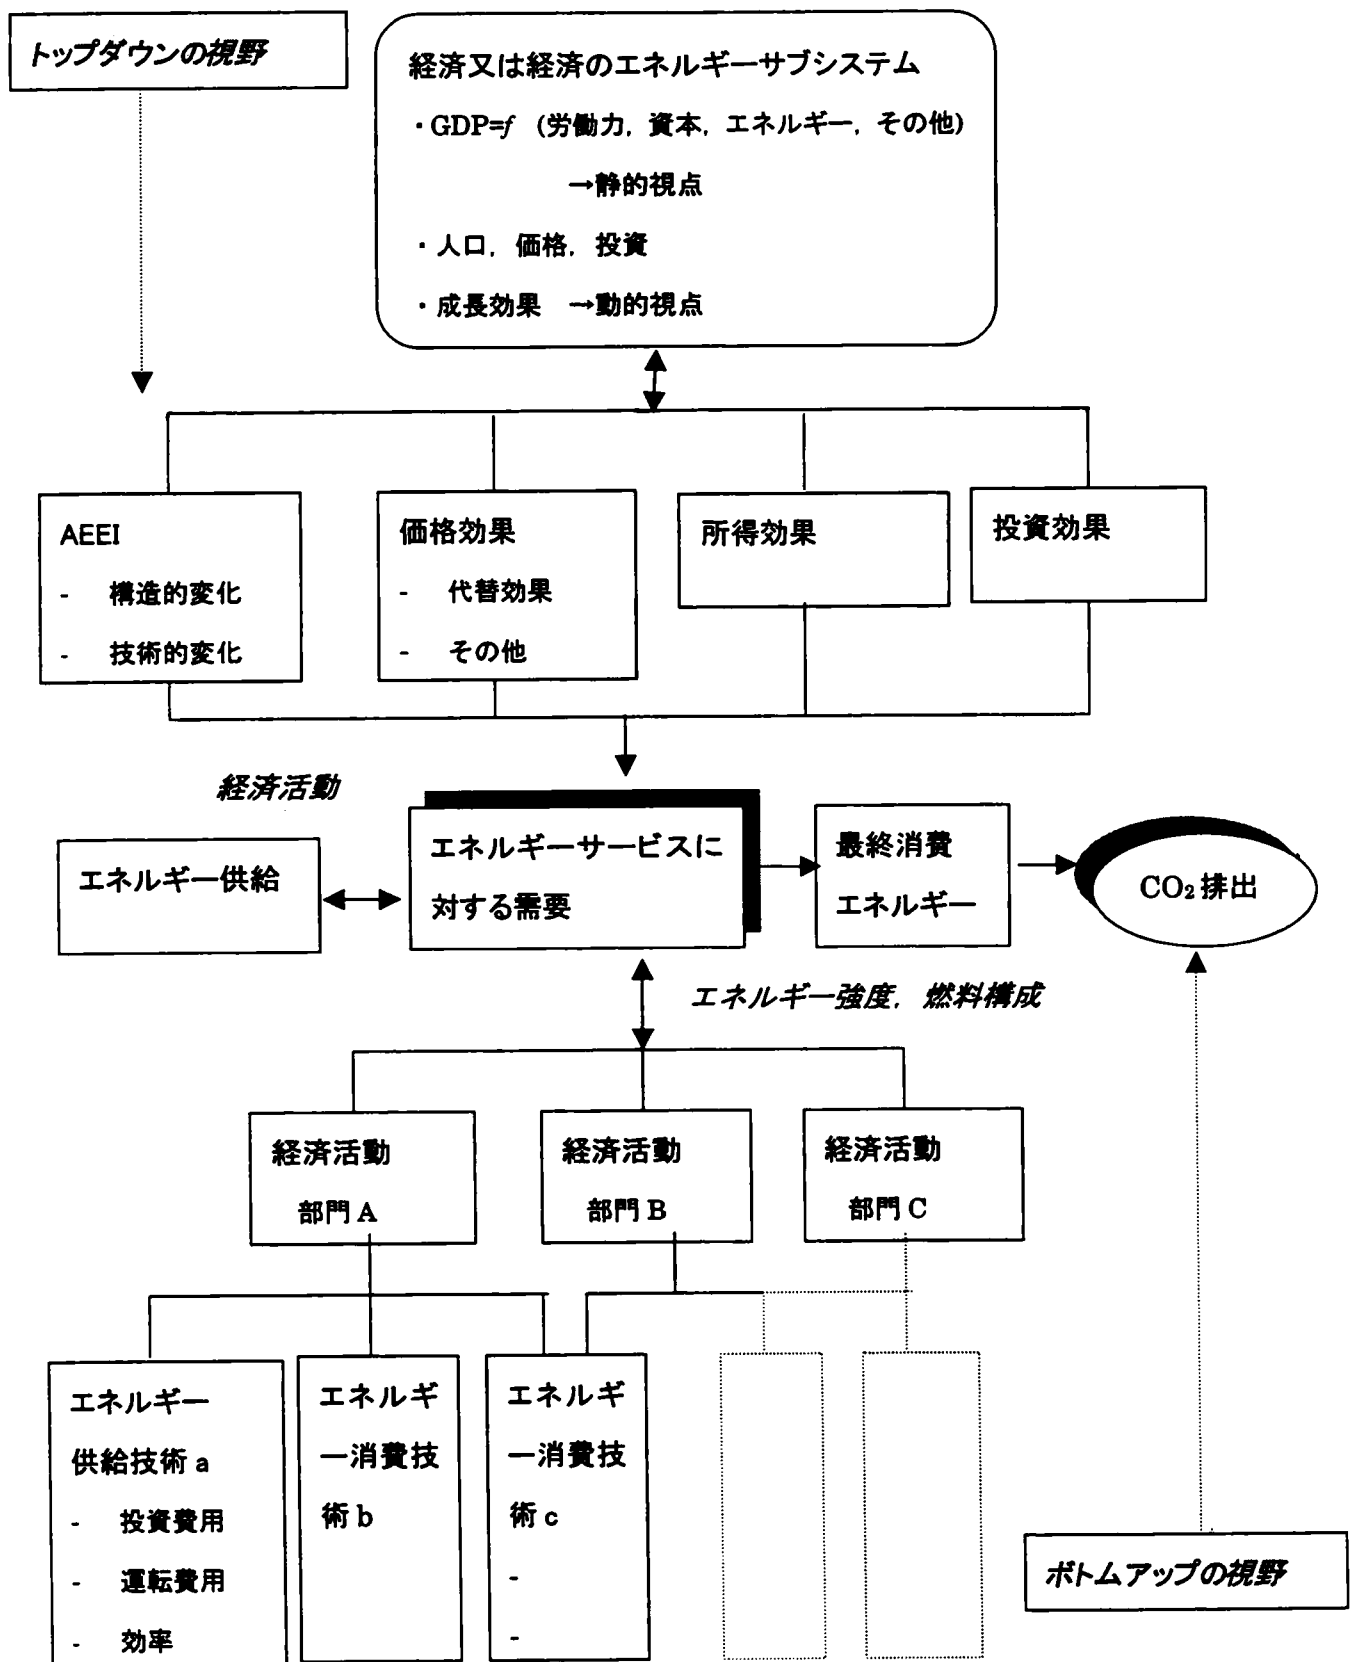 トップダウンの視野
経済又は経済のエネルギーサブシステム
・GDP=f (労働力, 資本, エネルギー, その他)
→静的視点
・人口, 価格, 投資
・成長効果 →動的視点
AEEI
- 構造的変化
- 技術的変化
価格効果
- 代替効果
- その他
所得効果
投資効果
経済活動
エネルギー供給
エネルギーサービスに
対する需要
最終消費
エネルギー
CO₂排出
エネルギー強度, 燃料構成
経済活動
部門 A
経済活動
部門 B
経済活動
部門 C
エネルギー
供給技術 a
- 投資費用
- 運転費用
- 効率
エネルギ
ー消費技
術 b
エネルギ
ー消費技
術 c
-
-
ボトムアップの視野